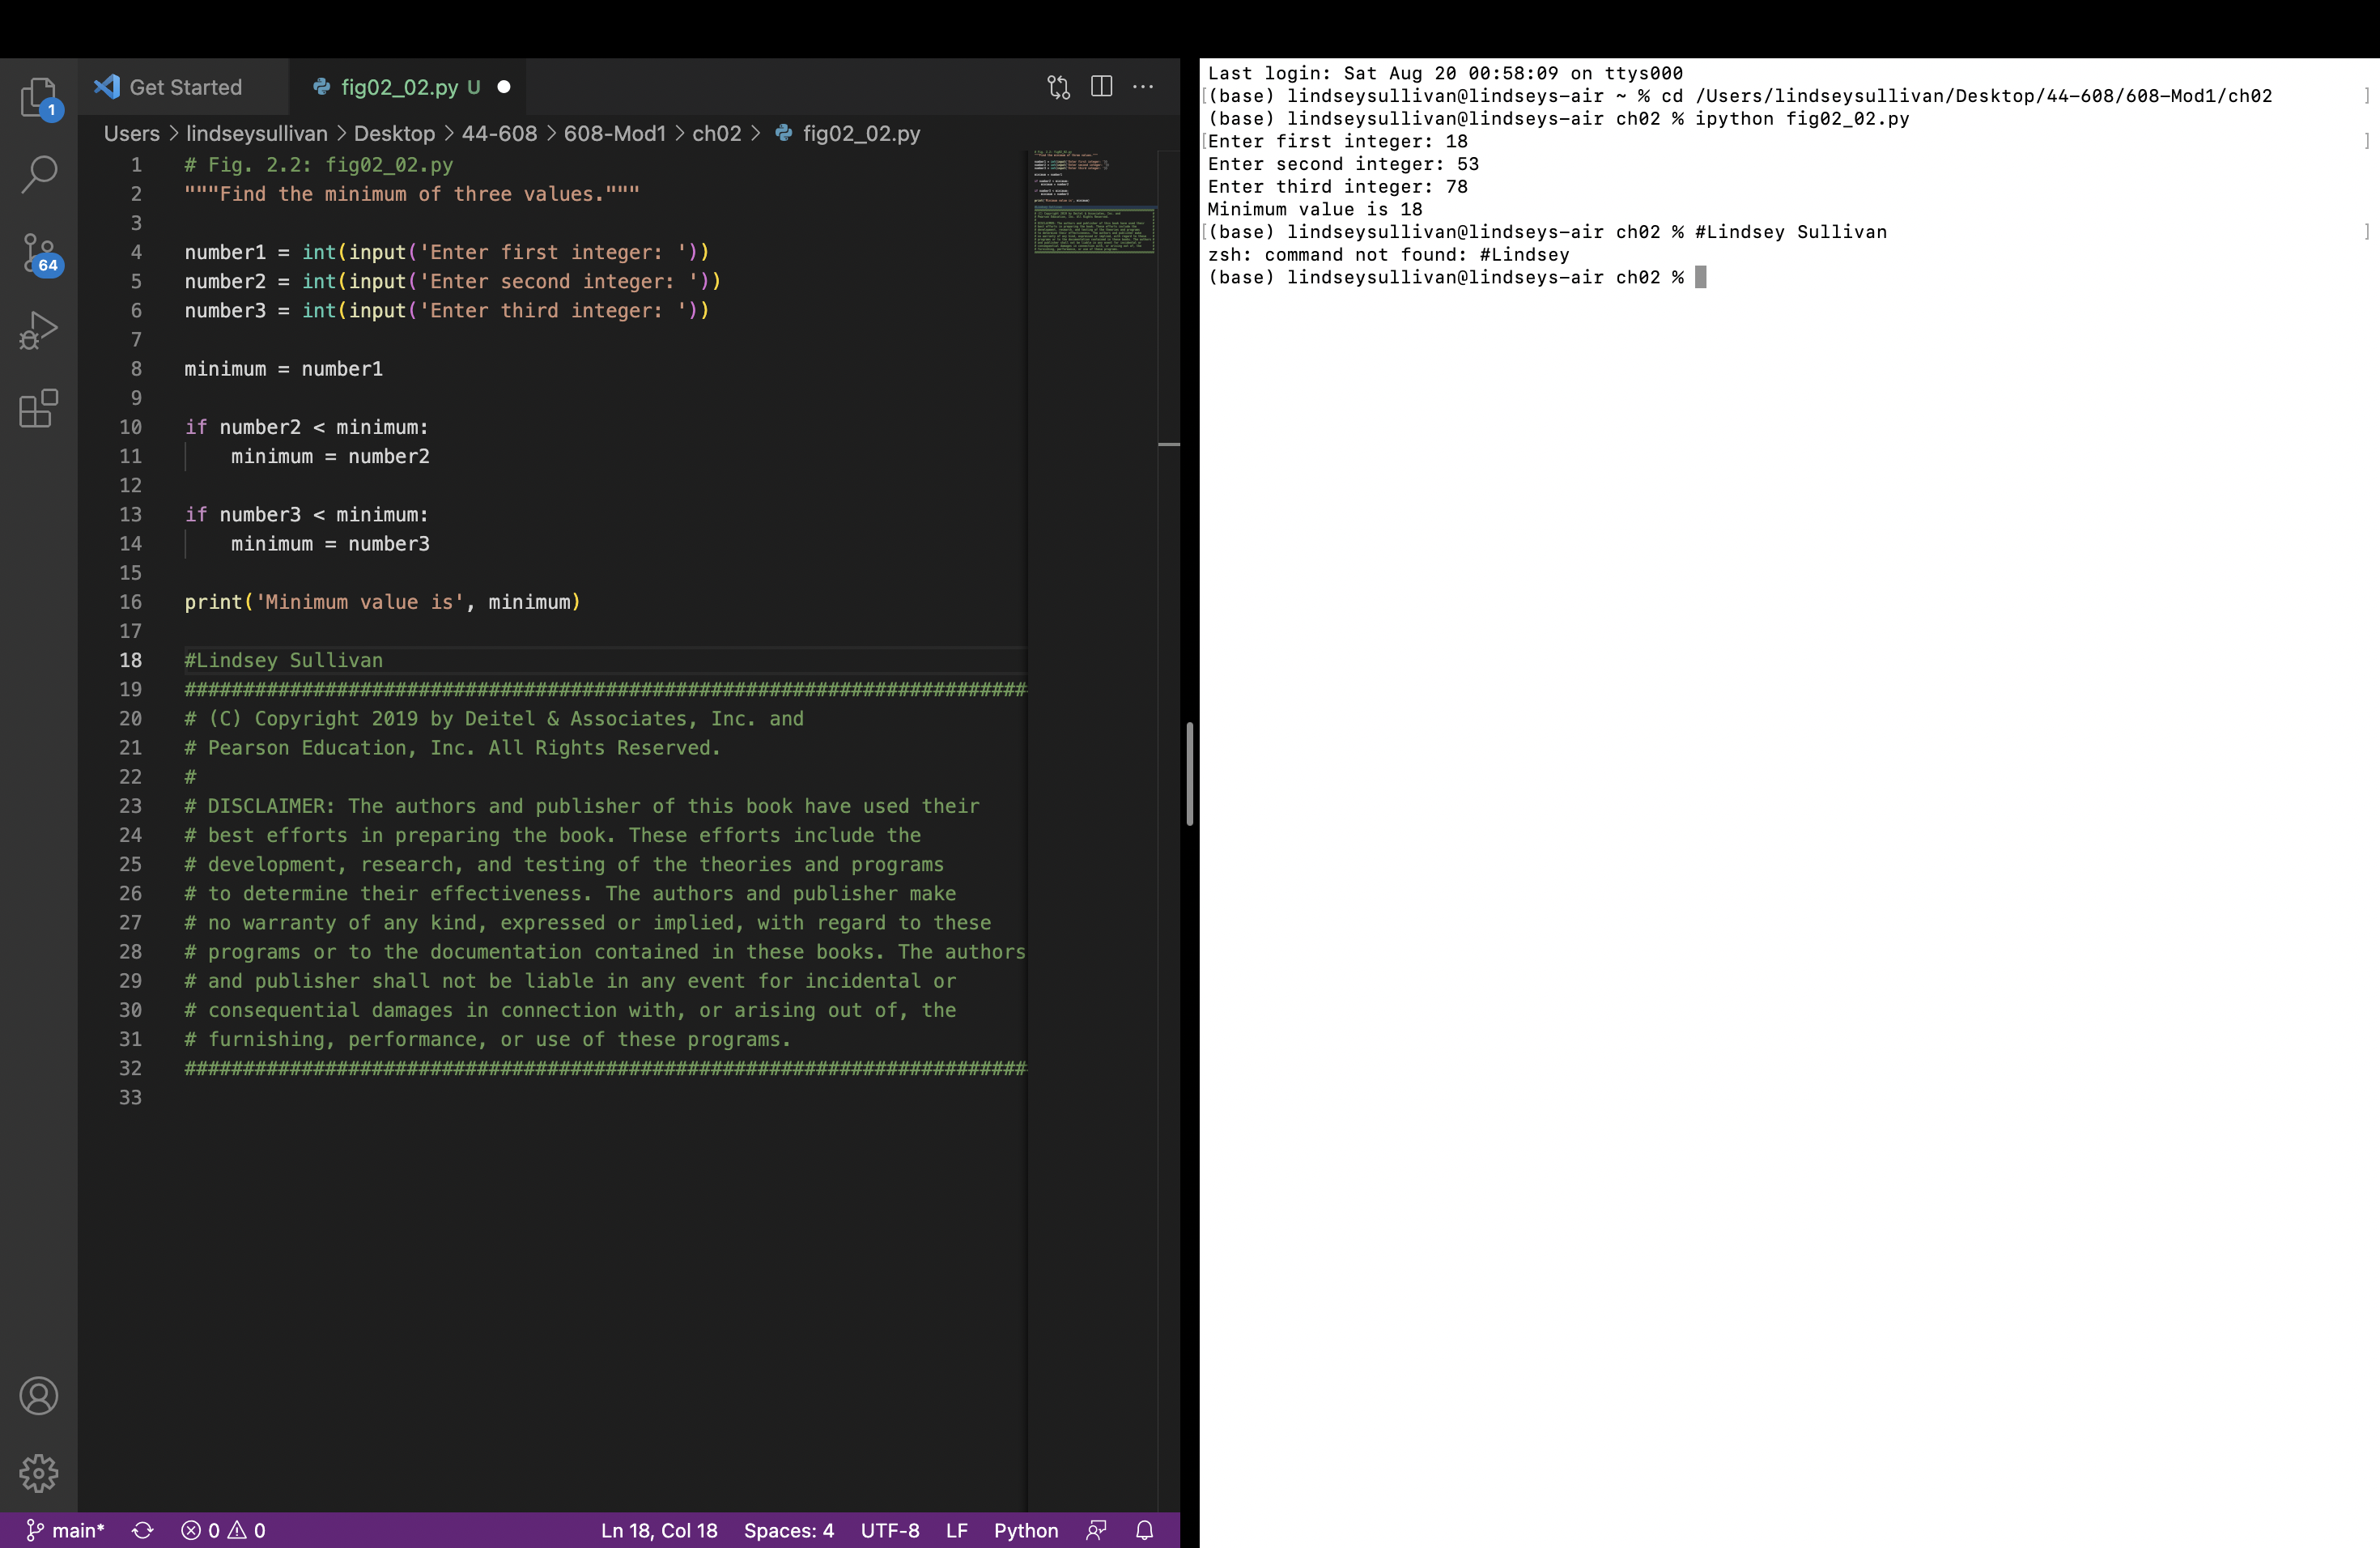 Get Started
fig02_02.py U
Users > lindseysullivan > Desktop > 44-608 > 608-Mod1 > ch02 > fig02_02.py
1
64
1 # Fig. 2.2: fig02_02.py
2 """Find the minimum of three values."""
3
4 number1 = int(input('Enter first integer: '))
5 number2 = int(input('Enter second integer: '))
6 number3 = int(input('Enter third integer: '))
7
8 minimum = number1
9
10 if number2 < minimum:
11     minimum = number2
12
13 if number3 < minimum:
14     minimum = number3
15
16 print('Minimum value is', minimum)
17
18 #Lindsey Sullivan
19 ########################################################################
20 # (C) Copyright 2019 by Deitel & Associates, Inc. and
21 # Pearson Education, Inc. All Rights Reserved.
22 #
23 # DISCLAIMER: The authors and publisher of this book have used their
24 # best efforts in preparing the book. These efforts include the
25 # development, research, and testing of the theories and programs
26 # to determine their effectiveness. The authors and publisher make
27 # no warranty of any kind, expressed or implied, with regard to these
28 # programs or to the documentation contained in these books. The authors
29 # and publisher shall not be liable in any event for incidental or
30 # consequential damages in connection with, or arising out of, the
31 # furnishing, performance, or use of these programs.
32 ########################################################################
33
main* 0 0 Ln 18, Col 18 Spaces: 4 UTF-8 LF Python
Last login: Sat Aug 20 00:58:09 on ttys000
[(base) lindseysullivan@lindseys-air ~ % cd /Users/lindseysullivan/Desktop/44-608/608-Mod1/ch02 ]
(base) lindseysullivan@lindseys-air ch02 % ipython fig02_02.py
[Enter first integer: 18 ]
Enter second integer: 53
Enter third integer: 78
Minimum value is 18
[(base) lindseysullivan@lindseys-air ch02 % #Lindsey Sullivan ]
zsh: command not found: #Lindsey
(base) lindseysullivan@lindseys-air ch02 %